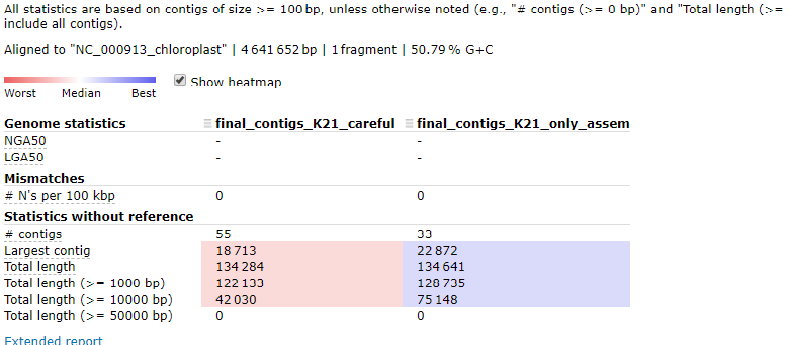 All statistics are based on contigs of size >= 100 bp, unless otherwise noted (e.g., "# contigs (>= 0 bp)" and "Total length (>=
include all contigs).
Aligned to "NC_000913_chloroplast" | 4 641 652 bp | 1 fragment | 50.79 % G+C
Worst Median Best Show heatmap
Genome statistics final_contigs_K21_careful final_contigs_K21_only_assem
NGA50 - -
LGA50 - -
Mismatches
# N's per 100 kbp 0 0
Statistics without reference
# contigs 55 33
Largest contig 18 713 22 872
Total length 134 284 134 641
Total length (>= 1000 bp) 122 133 128 735
Total length (>= 10000 bp) 42 030 75 148
Total length (>= 50000 bp) 0 0
Extended report